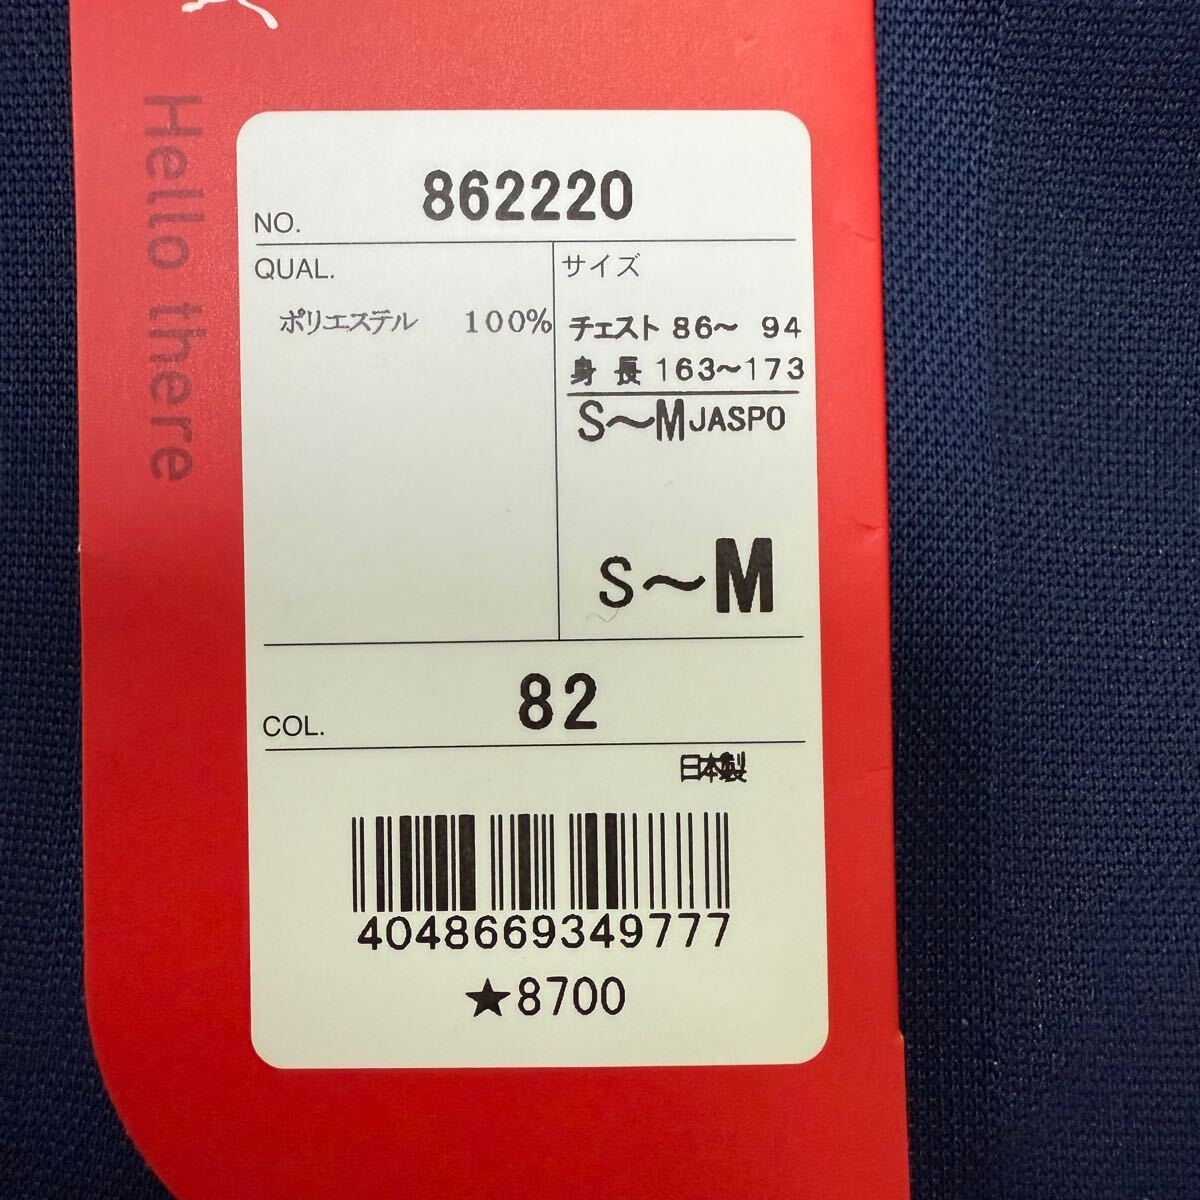 Hello there
NO. 862220
QUAL.
ポリエステル 100%
サイズ
チェスト 86～ 94
身長 163～173
S～M JASPO
S～M
COL. 82
日本製
4048669349777
★8700